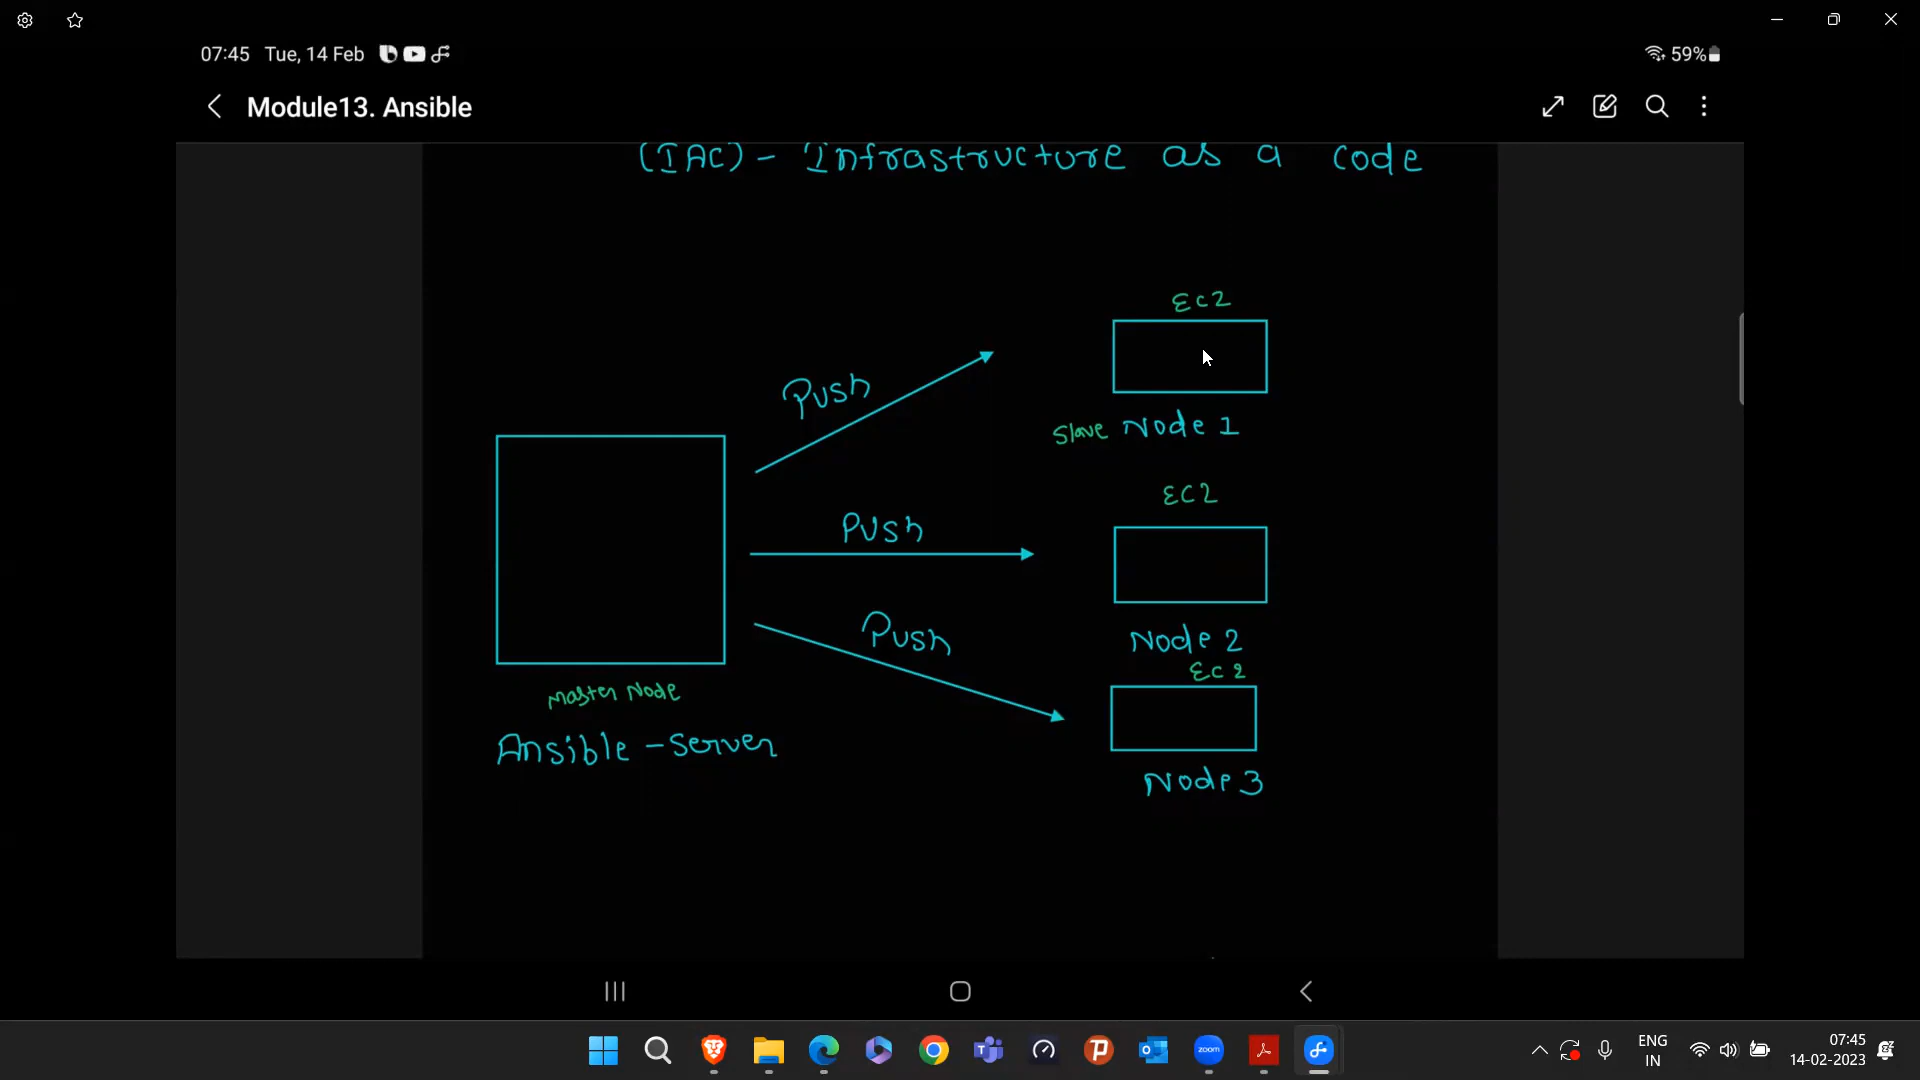 07:45 Tue, 14 Feb
59%
Module13. Ansible
(IAC) - Infrastructure as a code
EC2
Push
Slave Node 1
EC2
Push
Push
Node 2
EC2
Master Node
Ansible - Server
Node 3
zoom
ENG
IN
07:45
14-02-2023